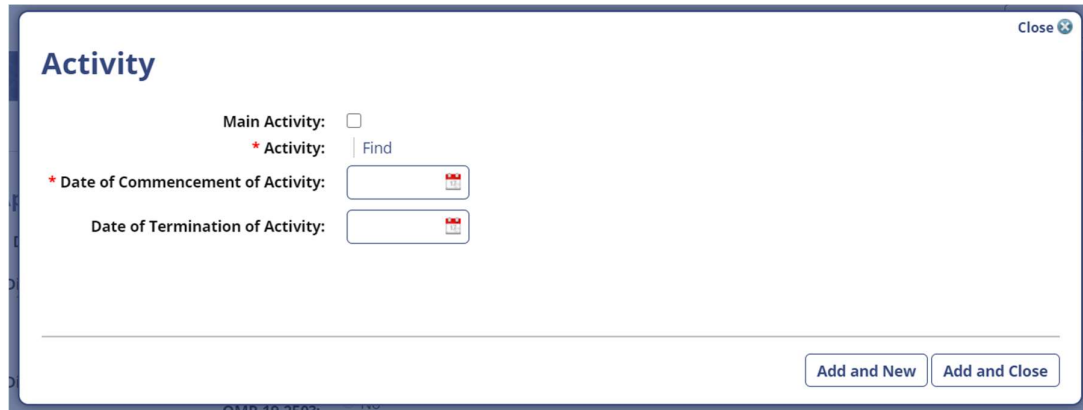 Close
Activity
Main Activity:
* Activity: Find
* Date of Commencement of Activity:
Date of Termination of Activity:
Add and New Add and Close